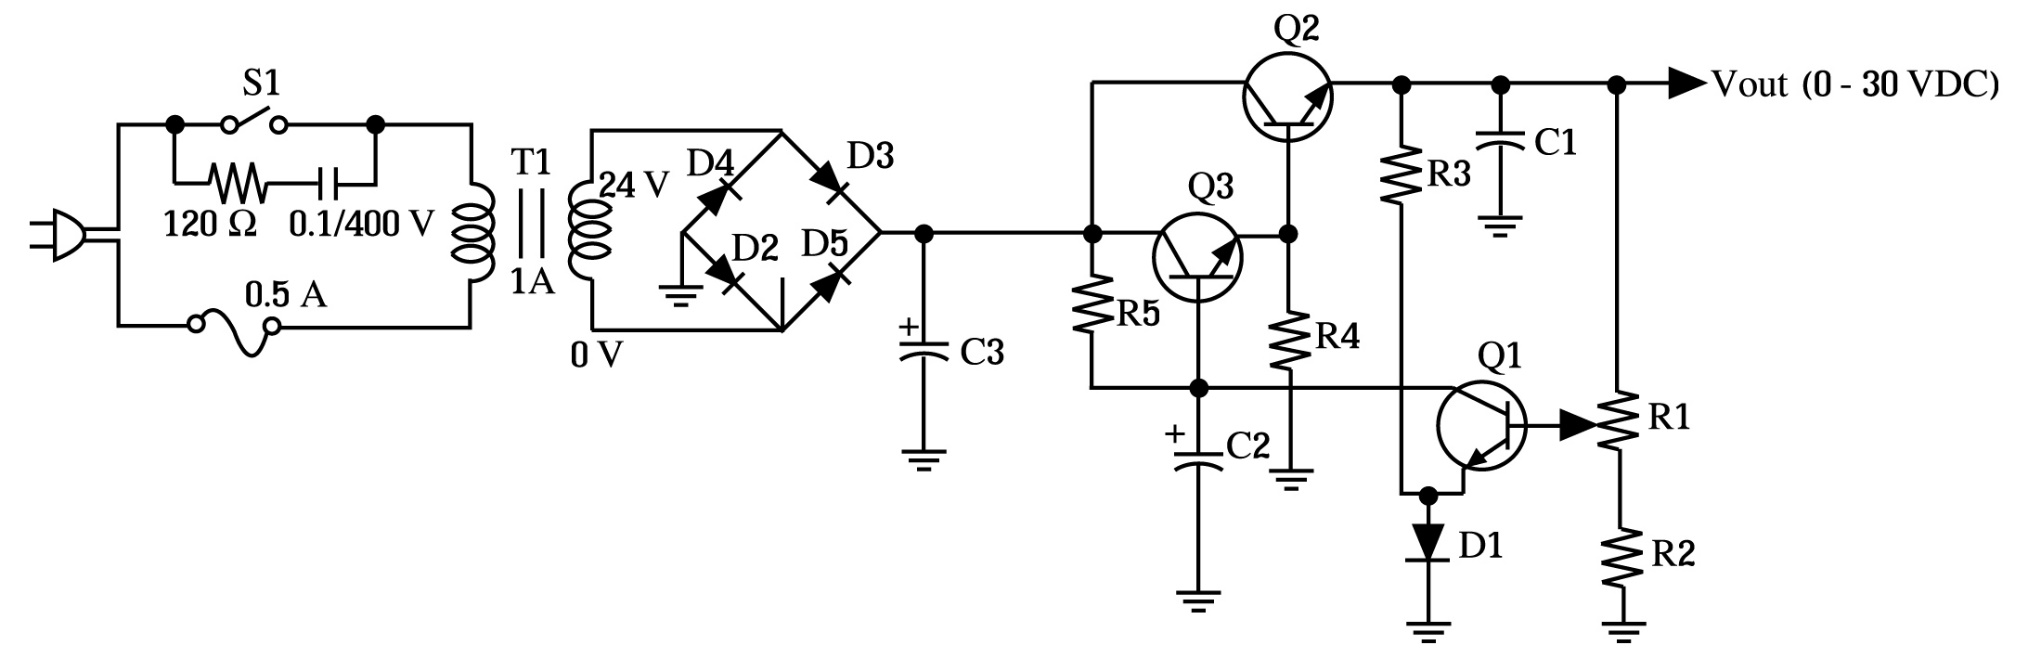 Q2
S1
Vout (0 - 30 VDC)
T1
D4
D3
C1
R3
24 V
Q3
120 Ω
0.1/400 V
D2
D5
1A
0.5 A
R5
+
C3
R4
0 V
Q1
R1
+
C2
D1
R2